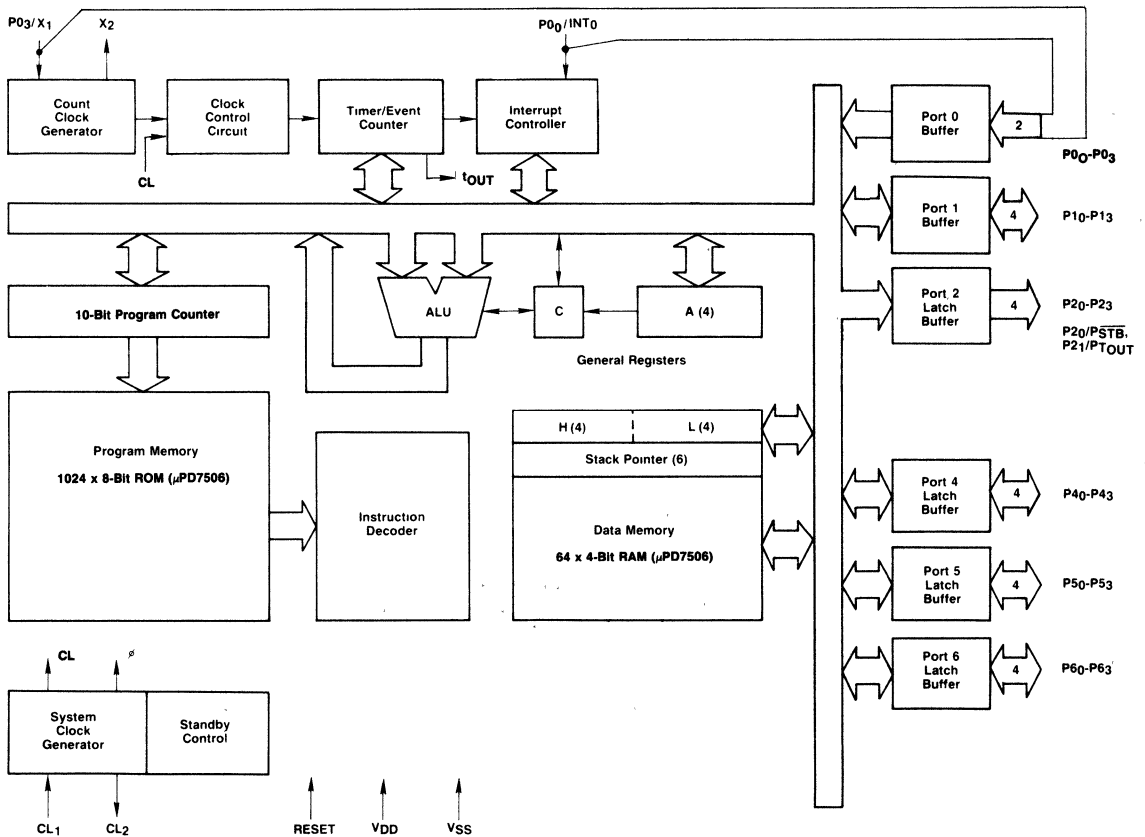 P03/X1
X2
P00/INT0
Count
Clock
Generator
Clock
Control
Circuit
Timer/Event
Counter
Interrupt
Controller
Port 0
Buffer
2
P00-P03
CL
tOUT
Port 1
Buffer
4
P10-P13
10-Bit Program Counter
ALU
C
A (4)
General Registers
Port 2
Latch
Buffer
4
P20-P23
P20/PSTB,
P21/PTOUT
Program Memory
1024 x 8-Bit ROM (μPD7506)
Instruction
Decoder
H (4)
L (4)
Stack Pointer (6)
Data Memory
64 x 4-Bit RAM (μPD7506)
Port 4
Latch
Buffer
4
P40-P43
Port 5
Latch
Buffer
4
P50-P53
Port 6
Latch
Buffer
4
P60-P63
CL
ø
System
Clock
Generator
Standby
Control
CL1
CL2
RESET
VDD
VSS